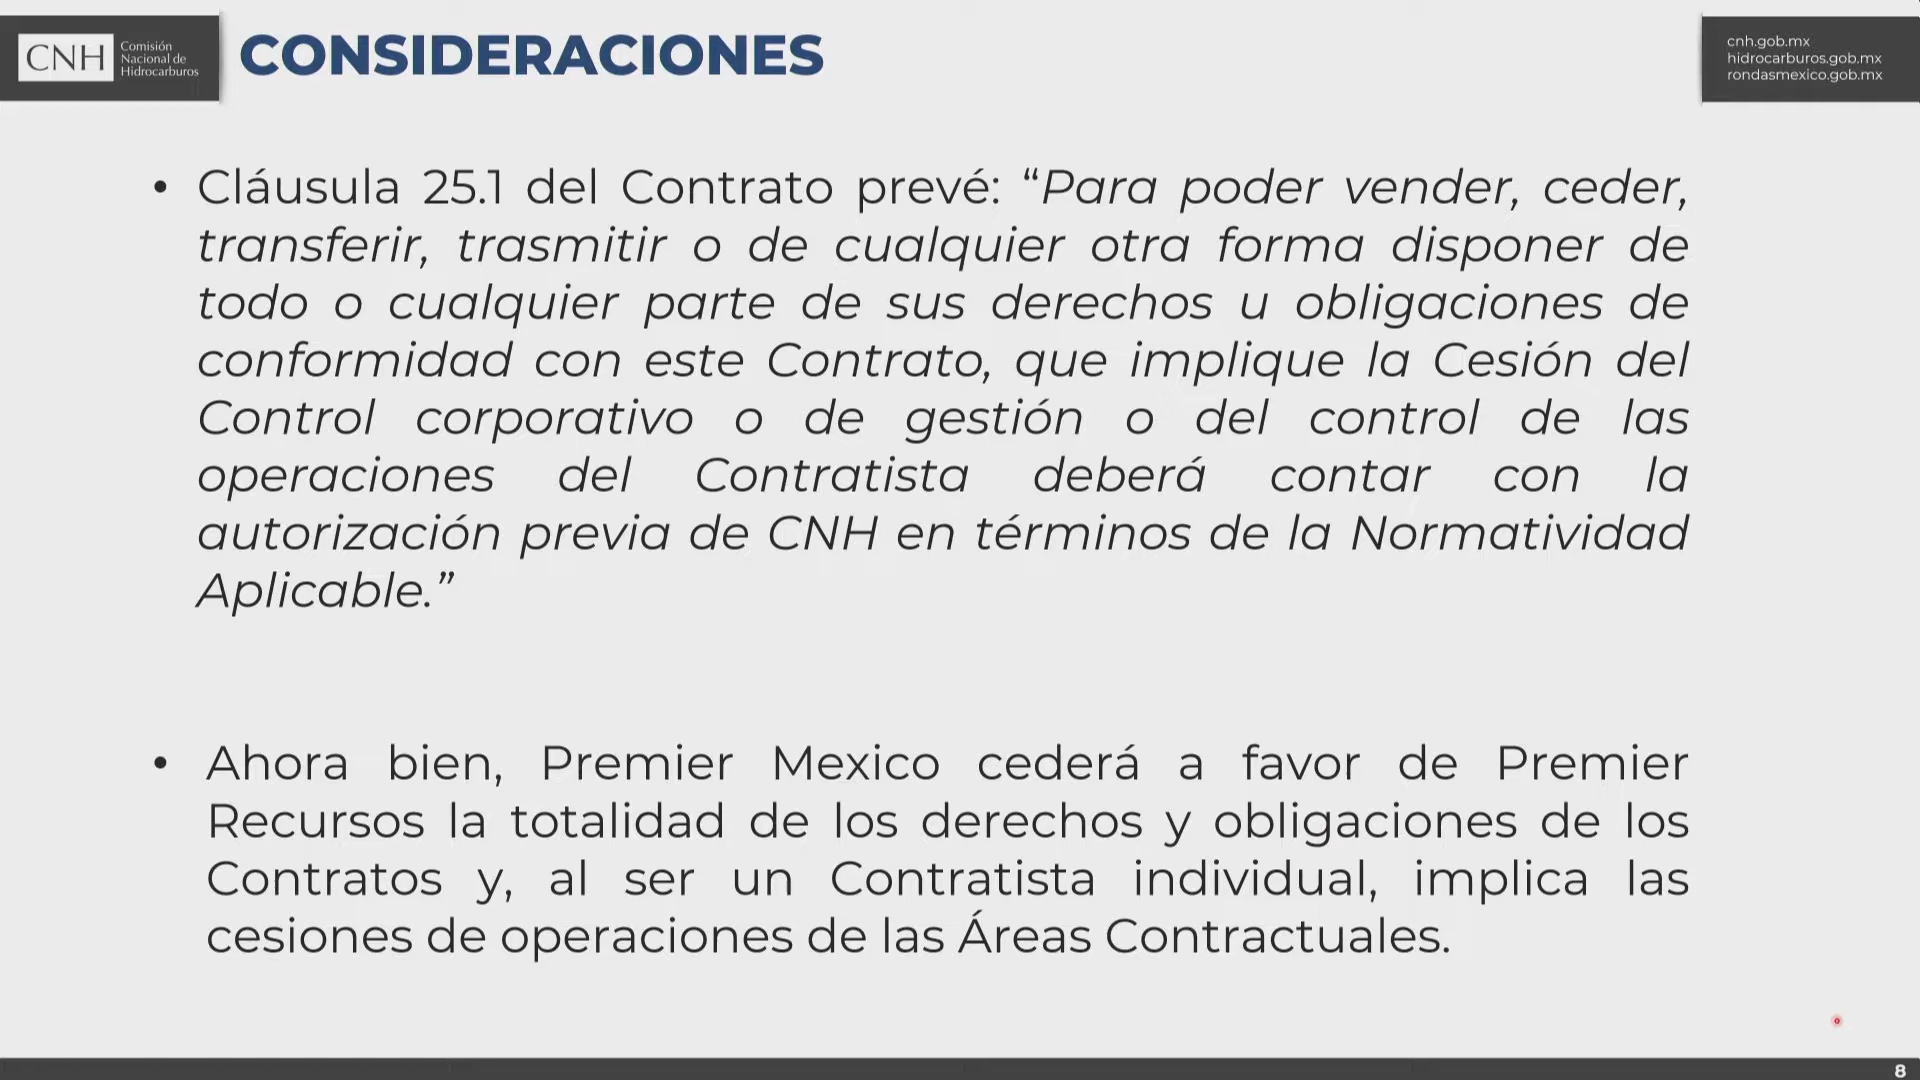 CNH
Comisión
Nacional de
Hidrocarburos
CONSIDERACIONES
cnh.gob.mx
hidrocarburos.gob.mx
rondasmexico.gob.mx
• Cláusula 25.1 del Contrato prevé: “Para poder vender, ceder,
transferir, trasmitir o de cualquier otra forma disponer de
todo o cualquier parte de sus derechos u obligaciones de
conformidad con este Contrato, que implique la Cesión del
Control corporativo o de gestión o del control de las
operaciones del Contratista deberá contar con la
autorización previa de CNH en términos de la Normatividad
Aplicable.”
• Ahora bien, Premier Mexico cederá a favor de Premier
Recursos la totalidad de los derechos y obligaciones de los
Contratos y, al ser un Contratista individual, implica las
cesiones de operaciones de las Áreas Contractuales.
8